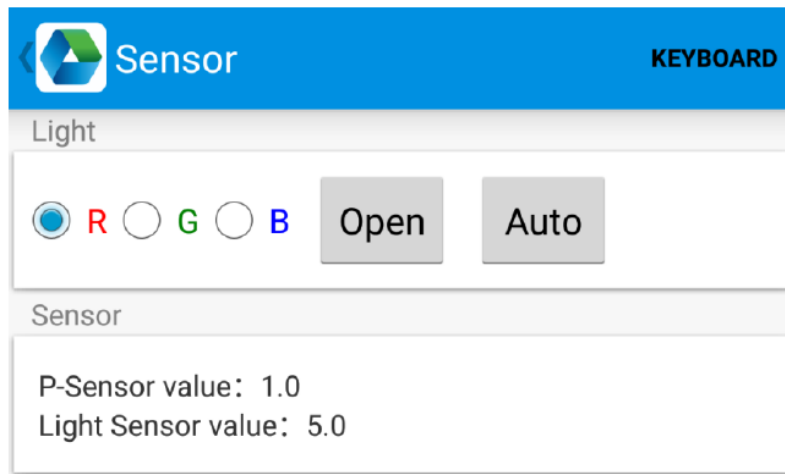 Sensor KEYBOARD
Light
R G B Open Auto
Sensor
P-Sensor value：1.0
Light Sensor value：5.0